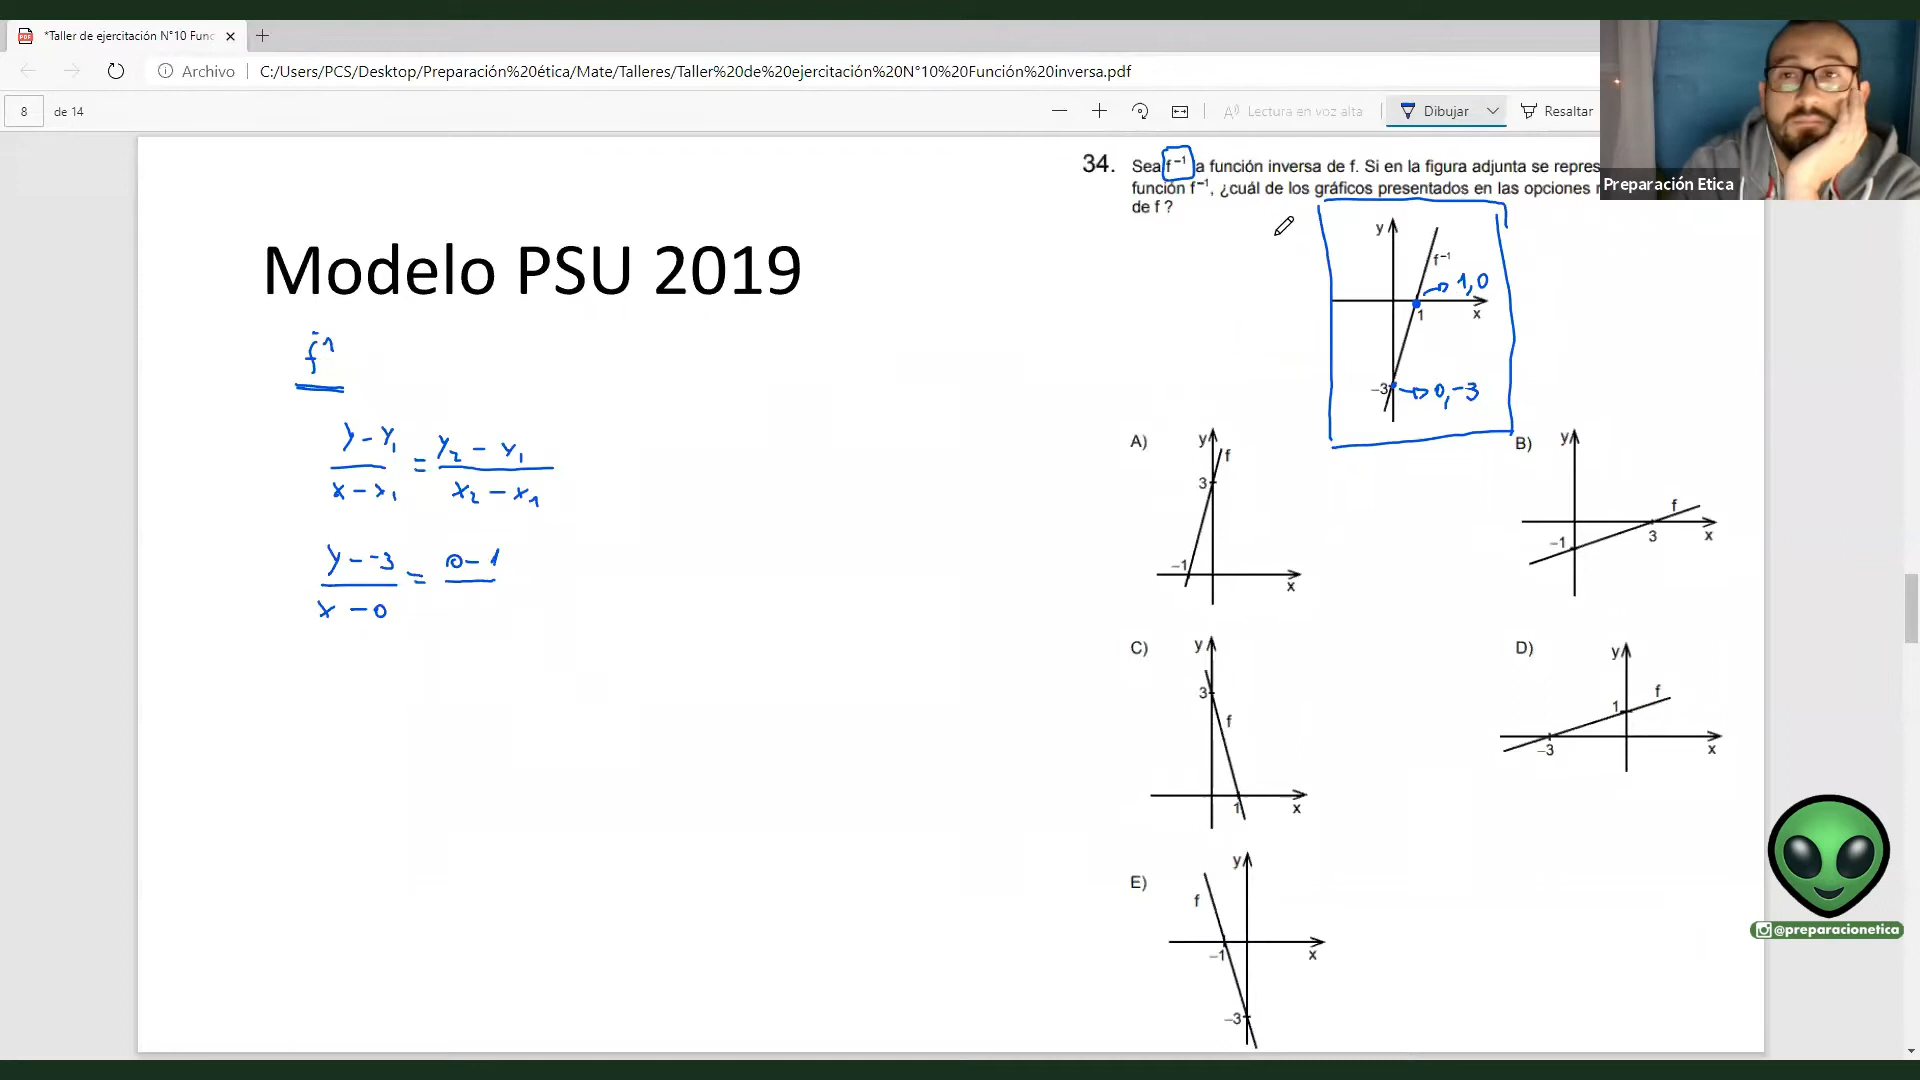 *Taller de ejercitación N°10 Func
Archivo
C:/Users/PCS/Desktop/Preparación%20ética/Mate/Talleres/Taller%20de%20ejercitación%20N°10%20Función%20inversa.pdf
8
de 14
Lectura en voz alta
Dibujar
Resaltar
Preparación Etica
Modelo PSU 2019
f⁻¹
y - y₁ / x - x₁ = y₂ - y₁ / x₂ - x₁
y - -3 / x - 0 = 0 - 1
34. Sea f⁻¹ la función inversa de f. Si en la figura adjunta se repres
función f⁻¹, ¿cuál de los gráficos presentados en las opciones
de f ?
y
f⁻¹
1,0
1
x
-3
0,-3
A)
y
f
3
-1
x
B)
y
f
-1
3
x
C)
y
3
f
1
x
D)
y
f
1
-3
x
E)
y
f
-1
x
-3
@preparacionetica